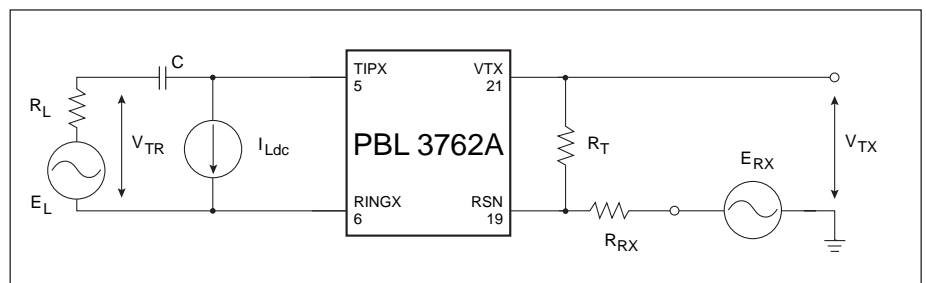 C
TIPX
5
VTX
21
R_L
V_TR
I_Ldc
PBL 3762A
R_T
E_RX
V_TX
E_L
RINGX
6
RSN
19
R_RX